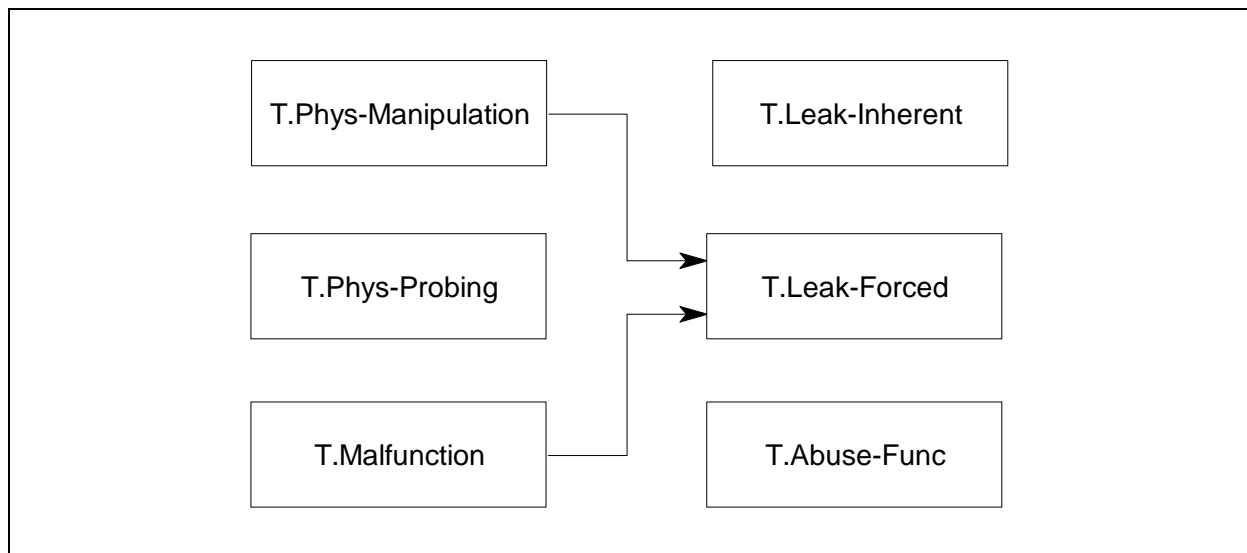 T.Phys-Manipulation
T.Leak-Inherent
T.Phys-Probing
T.Leak-Forced
T.Malfunction
T.Abuse-Func